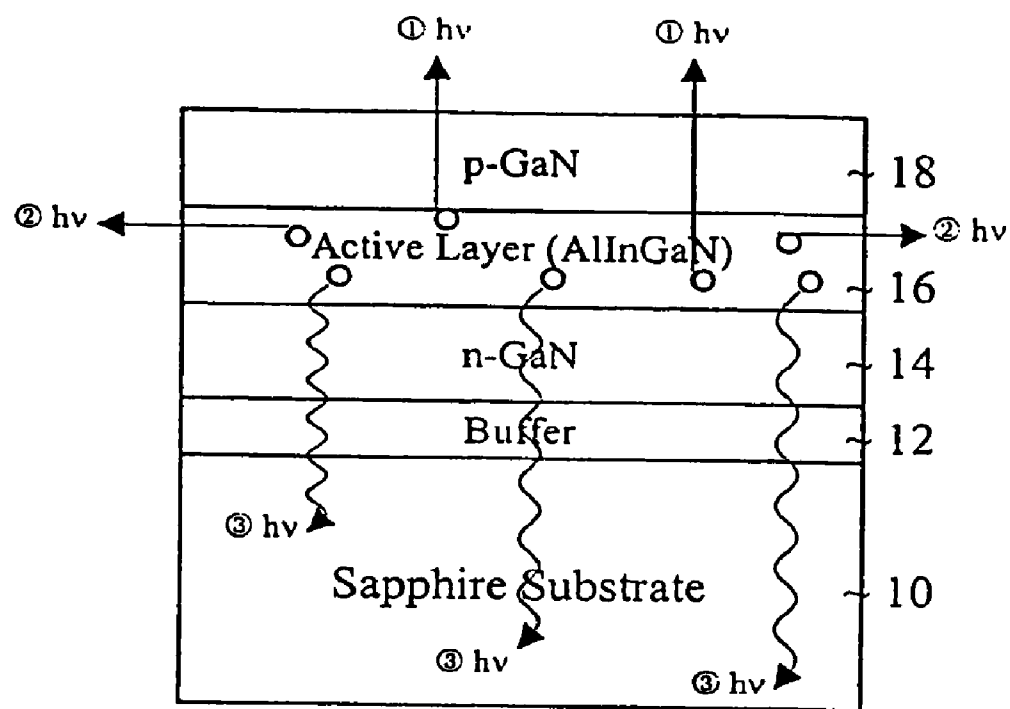 ① hν ① hν
p-GaN 18
② hν ② hν
Active Layer (AlInGaN)
16
n-GaN 14
Buffer 12
③ hν
Sapphire Substrate 10
③ hν
③ hν